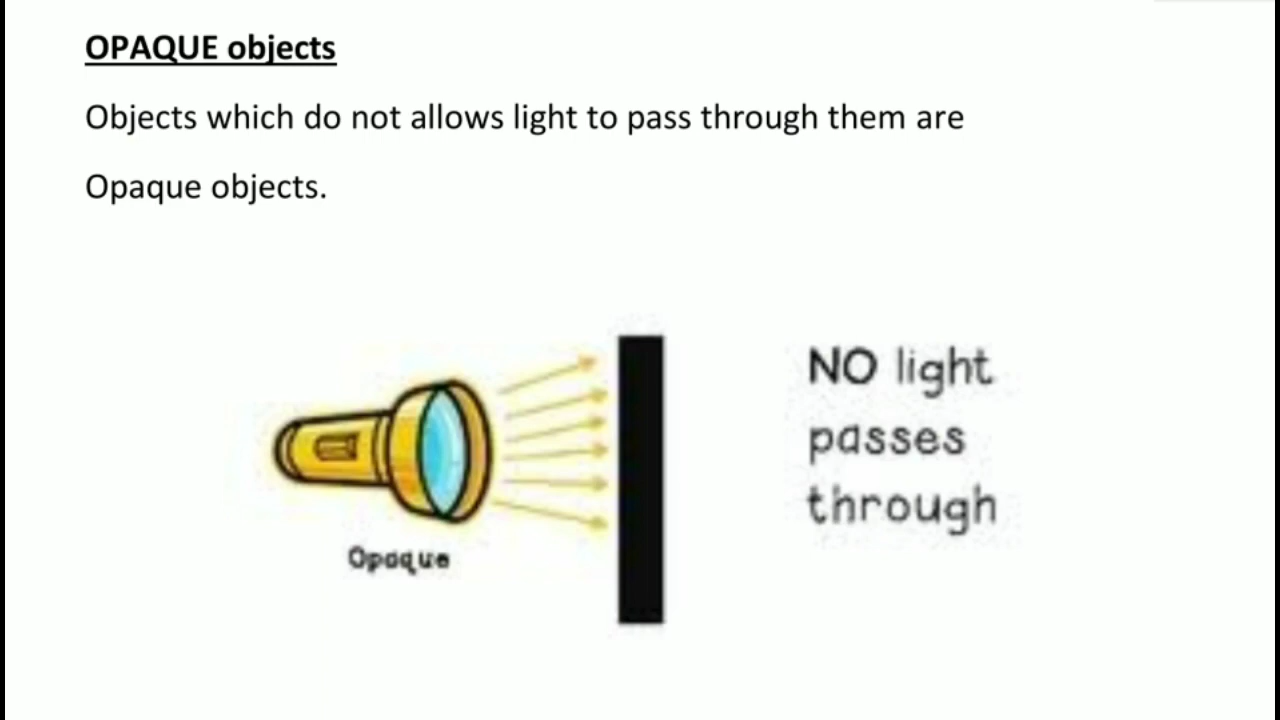 OPAQUE objects
Objects which do not allows light to pass through them are
Opaque objects.
NO light
passes
through
Opaque